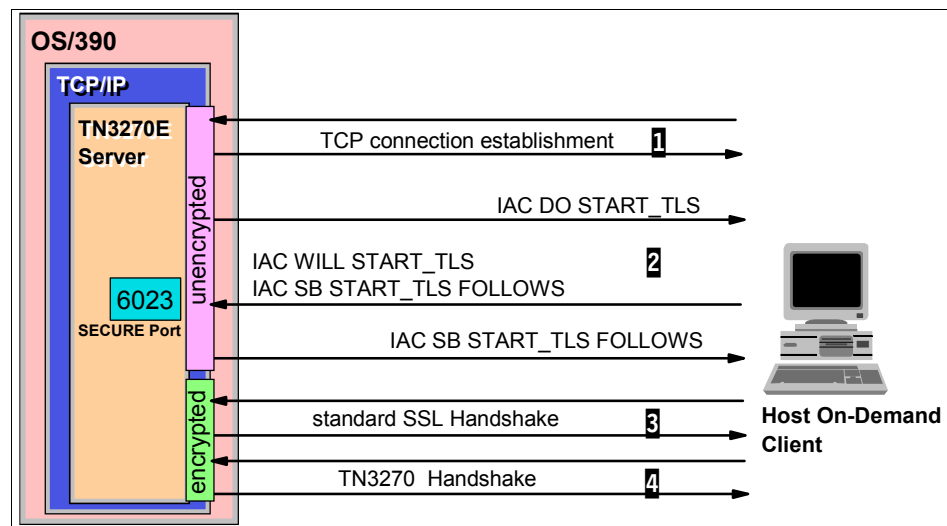 OS/390
TCP/IP
TN3270E
Server
unencrypted
TCP connection establishment 1
IAC DO START_TLS
IAC WILL START_TLS 2
IAC SB START_TLS FOLLOWS
6023
SECURE Port
IAC SB START_TLS FOLLOWS
encrypted
standard SSL Handshake 3
TN3270 Handshake 4
Host On-Demand
Client